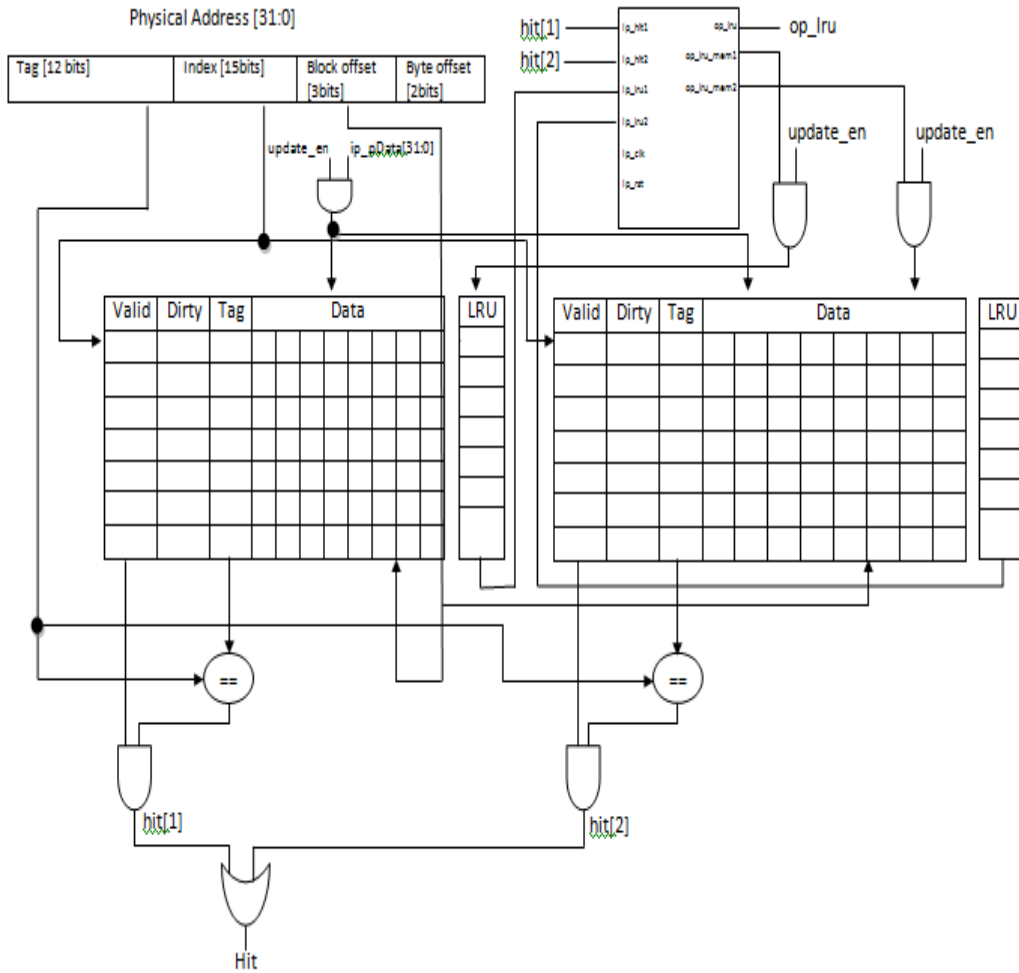 Physical Address [31:0]
Tag [12 bits]
Index [15bits]
Block offset [3bits]
Byte offset [2bits]
hit[1]
hit[2]
ip_hit1
ip_hit2
ip_lru1
ip_lru2
ip_clk
ip_rst
op_lru
op_lru_mem1
op_lru_mem2
op_lru
update_en
update_en
update_en
ip_pData[31:0]
Valid Dirty Tag Data
LRU
Valid Dirty Tag Data
LRU
==
==
hit[1]
hit[2]
Hit